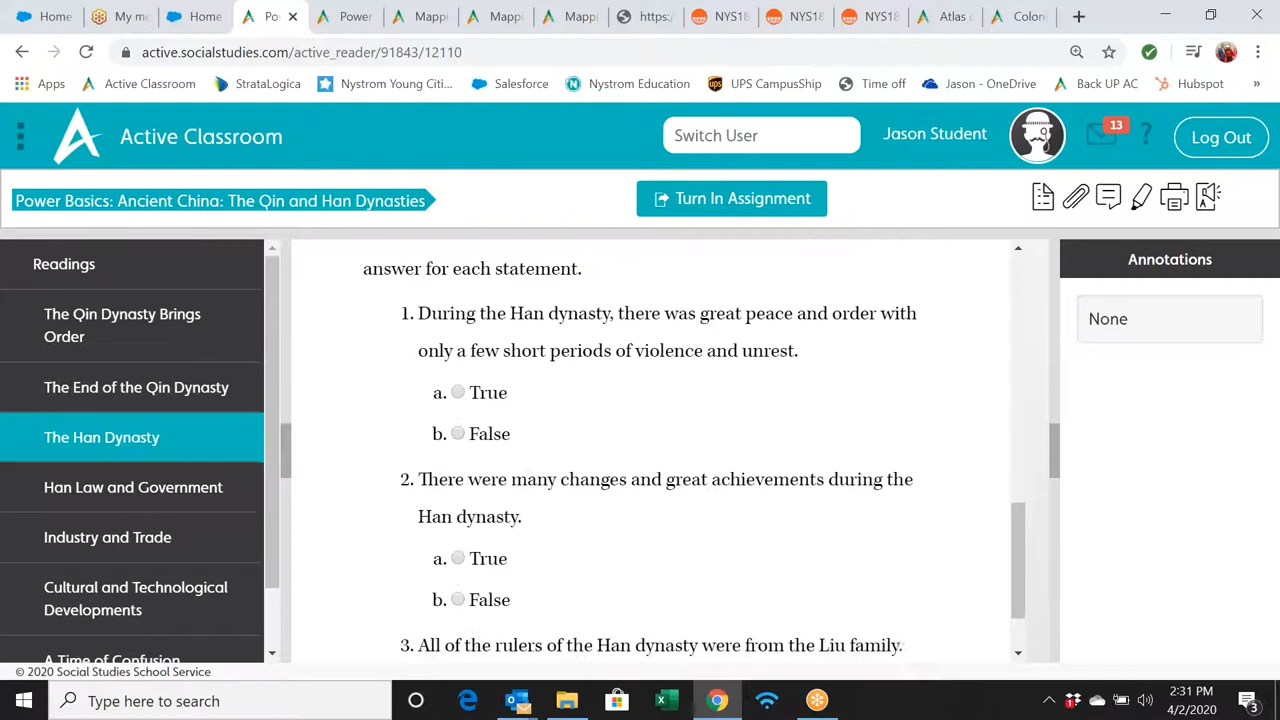 Home
My m
Home
Po
Power
Mappi
Mappi
Mappi
https:/
NYS18
NYS18
NYS18
Atlas c
Coloni
active.socialstudies.com/active_reader/91843/12110
Apps
Active Classroom
StrataLogica
Nystrom Young Citi...
Salesforce
Nystrom Education
UPS CampusShip
Time off
Jason - OneDrive
Back UP AC
Hubspot
»
Active Classroom
Switch User
Jason Student
13
?
Log Out
Power Basics: Ancient China: The Qin and Han Dynasties
Turn In Assignment
Readings
The Qin Dynasty Brings
Order
The End of the Qin Dynasty
The Han Dynasty
Han Law and Government
Industry and Trade
Cultural and Technological
Developments
A Time of Confusion
answer for each statement.
1. During the Han dynasty, there was great peace and order with
only a few short periods of violence and unrest.
a. True
b. False
2. There were many changes and great achievements during the
Han dynasty.
a. True
b. False
3. All of the rulers of the Han dynasty were from the Liu family.
Annotations
None
© 2020 Social Studies School Service
Type here to search
2:31 PM
4/2/2020
3